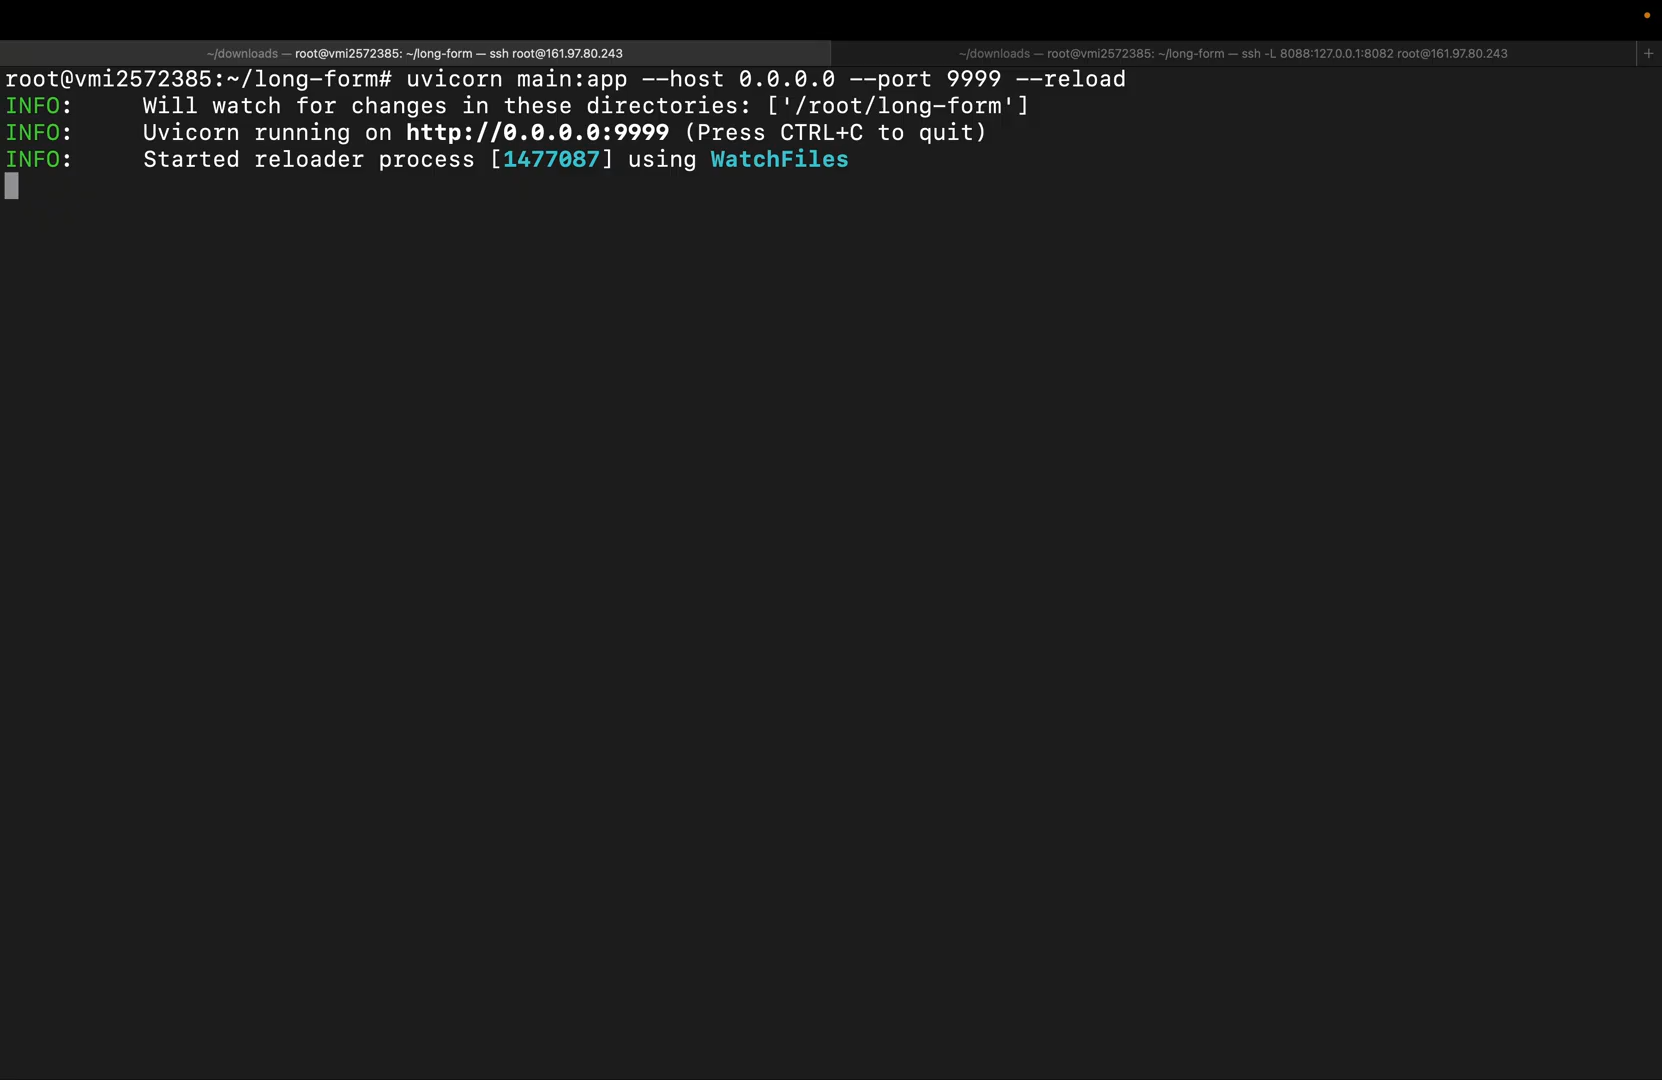 ~/downloads — root@vmi2572385: ~/long-form — ssh root@161.97.80.243
~/downloads — root@vmi2572385: ~/long-form — ssh -L 8088:127.0.0.1:8082 root@161.97.80.243
+
root@vmi2572385:~/long-form# uvicorn main:app --host 0.0.0.0 --port 9999 --reload
INFO:     Will watch for changes in these directories: ['/root/long-form']
INFO:     Uvicorn running on http://0.0.0.0:9999 (Press CTRL+C to quit)
INFO:     Started reloader process [1477087] using WatchFiles